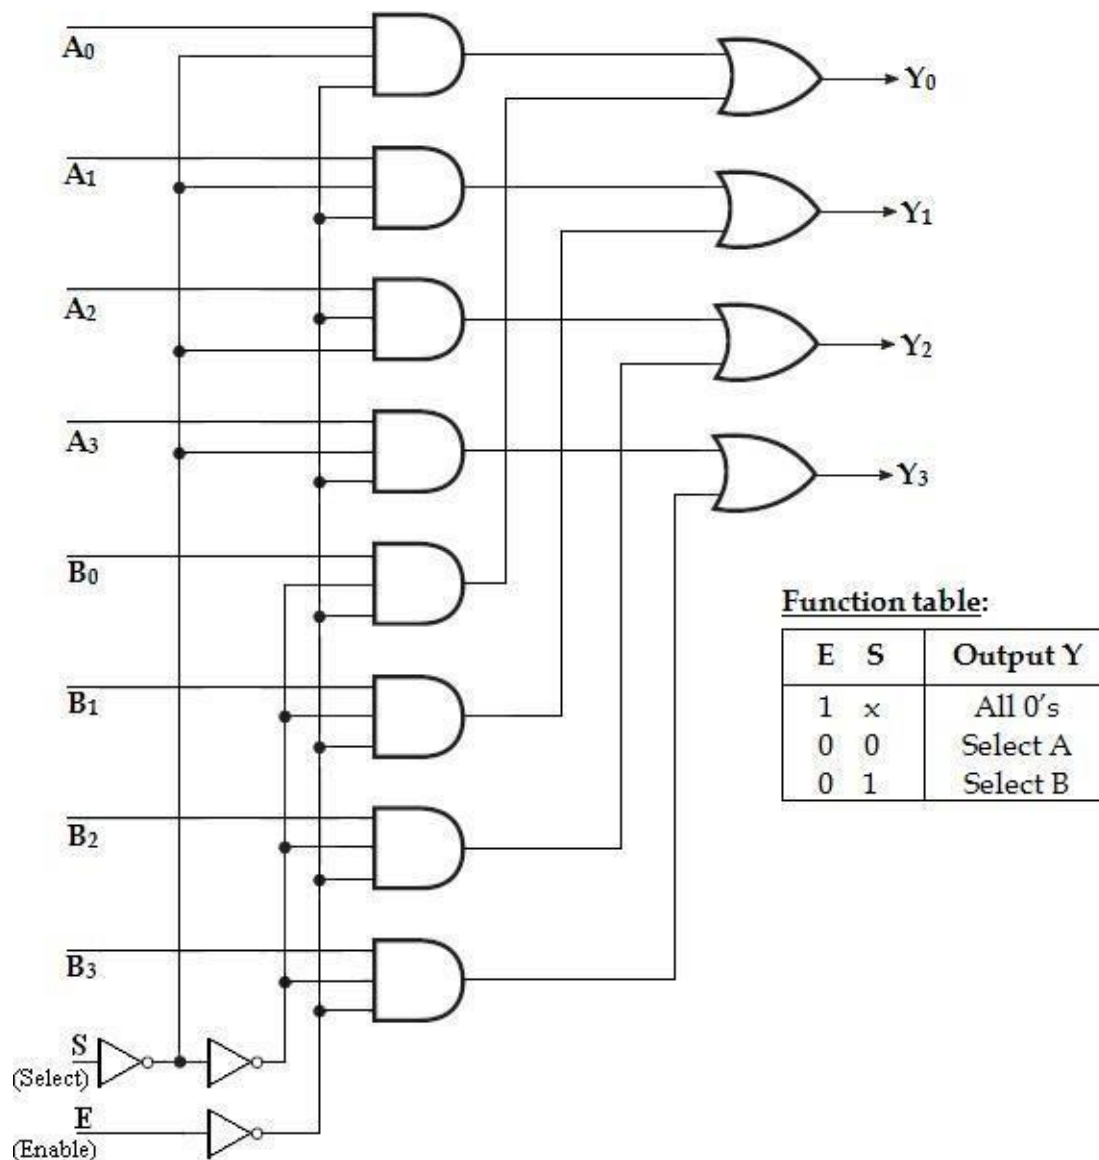 A0
Y0
A1
Y1
A2
Y2
A3
Y3
B0
Function table:
E S Output Y
1 x All 0's
0 0 Select A
0 1 Select B
B1
B2
B3
S
(Select)
E
(Enable)